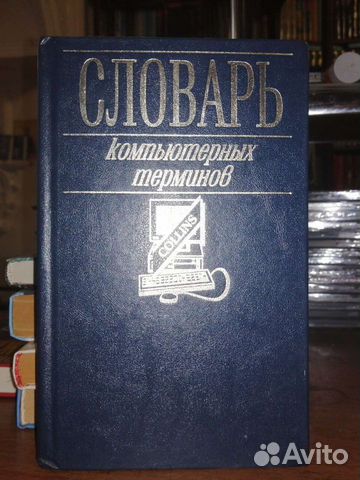 СЛОВАРЬ
компьютерных
терминов
COLLINS
Avito